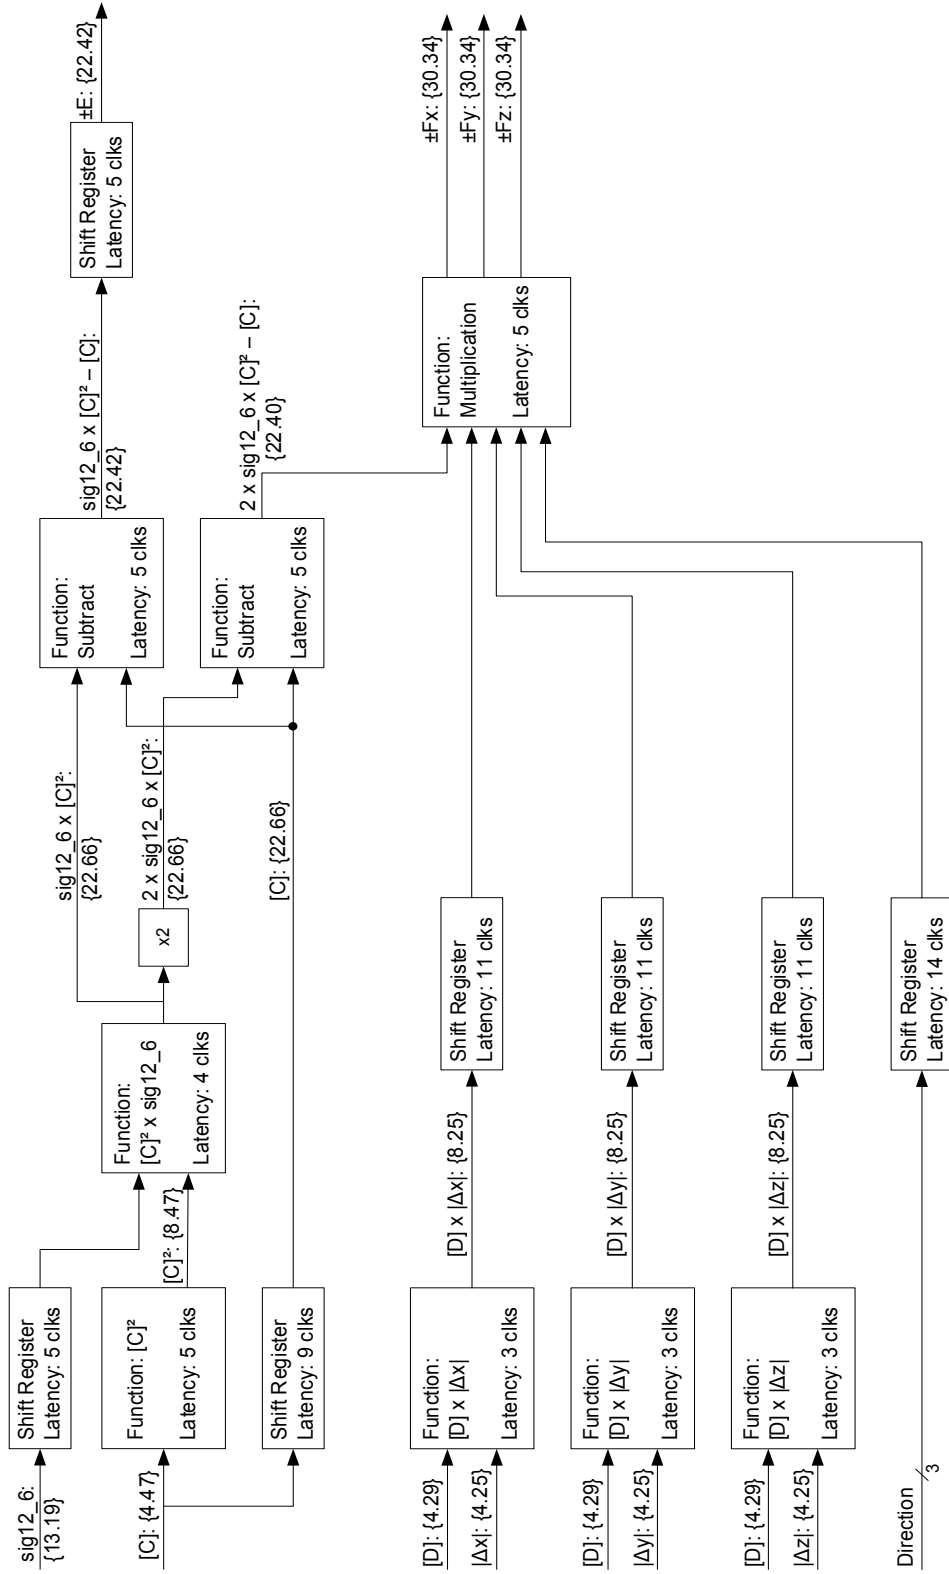 sig12_6:
{13.19}
Shift Register
Latency: 5 clks
[C]: {4.47}
Function: [C]²
Latency: 5 clks
[C]²: {8.47}
Shift Register
Latency: 9 clks
Function:
[C]² x sig12_6
Latency: 4 clks
x2
sig12_6 x [C]²:
{22.66}
2 x sig12_6 x [C]²:
{22.66}
[C]: {22.66}
Function:
Subtract
Latency: 5 clks
Function:
Subtract
Latency: 5 clks
sig12_6 x [C]² – [C]:
{22.42}
2 x sig12_6 x [C]² – [C]:
{22.40}
Shift Register
Latency: 5 clks
±E: {22.42}
[D]: {4.29}
|Δx|: {4.25}
Function:
[D] x |Δx|
Latency: 3 clks
[D] x |Δx|: {8.25}
Shift Register
Latency: 11 clks
[D]: {4.29}
|Δy|: {4.25}
Function:
[D] x |Δy|
Latency: 3 clks
[D] x |Δy|: {8.25}
Shift Register
Latency: 11 clks
[D]: {4.29}
|Δz|: {4.25}
Function:
[D] x |Δz|
Latency: 3 clks
[D] x |Δz|: {8.25}
Shift Register
Latency: 11 clks
Direction
3
Shift Register
Latency: 14 clks
Function:
Multiplication
Latency: 5 clks
±Fx: {30.34}
±Fy: {30.34}
±Fz: {30.34}